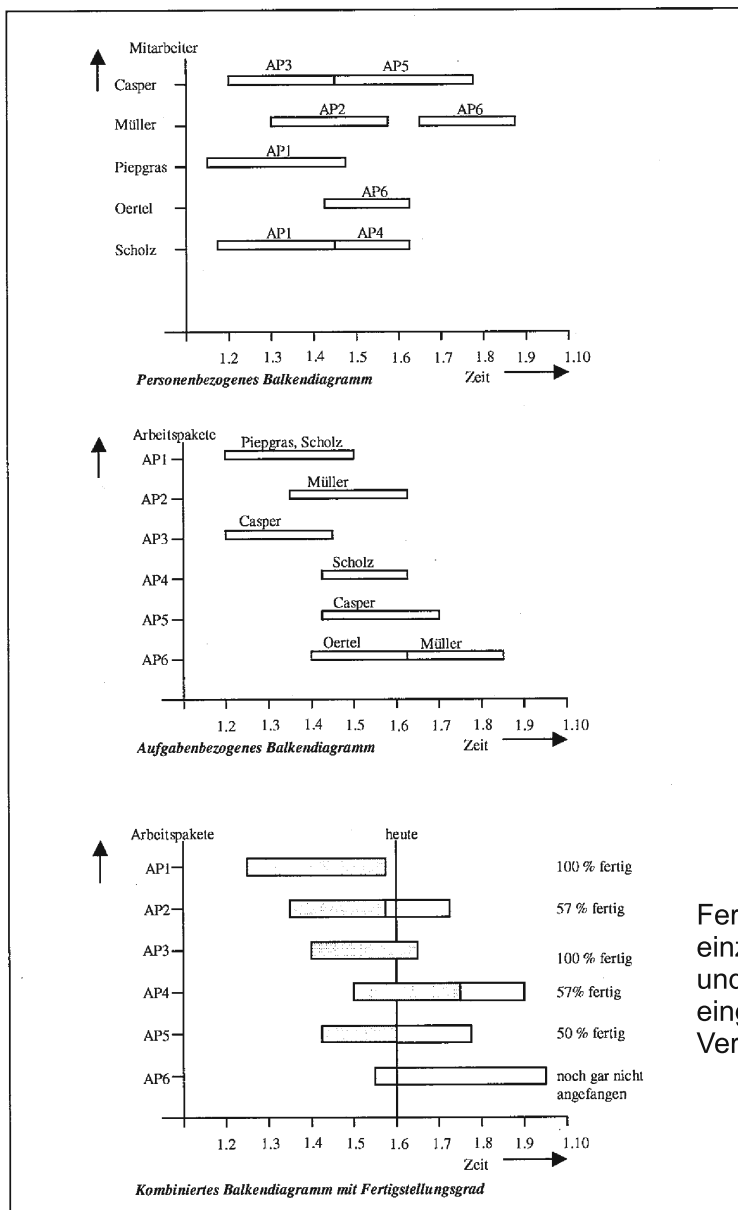 Mitarbeiter
AP3 AP5
Casper
AP2 AP6
Müller
AP1
Piepgras
AP6
Oertel
AP1 AP4
Scholz
1.2 1.3 1.4 1.5 1.6 1.7 1.8 1.9 1.10
Personenbezogenes Balkendiagramm Zeit
Arbeitspakete
Piepgras, Scholz
AP1
Müller
AP2
Casper
AP3
Scholz
AP4
Casper
AP5
Oertel Müller
AP6
1.2 1.3 1.4 1.5 1.6 1.7 1.8 1.9 1.10
Aufgabenbezogenes Balkendiagramm Zeit
Arbeitspakete heute
AP1 100 % fertig
AP2 57 % fertig
AP3 100 % fertig
AP4 57% fertig
AP5 50 % fertig
AP6 noch gar nicht
angefangen
1.2 1.3 1.4 1.5 1.6 1.7 1.8 1.9 1.10
Zeit
Kombiniertes Balkendiagramm mit Fertigstellungsgrad
Fer
einz
und
eing
Ver